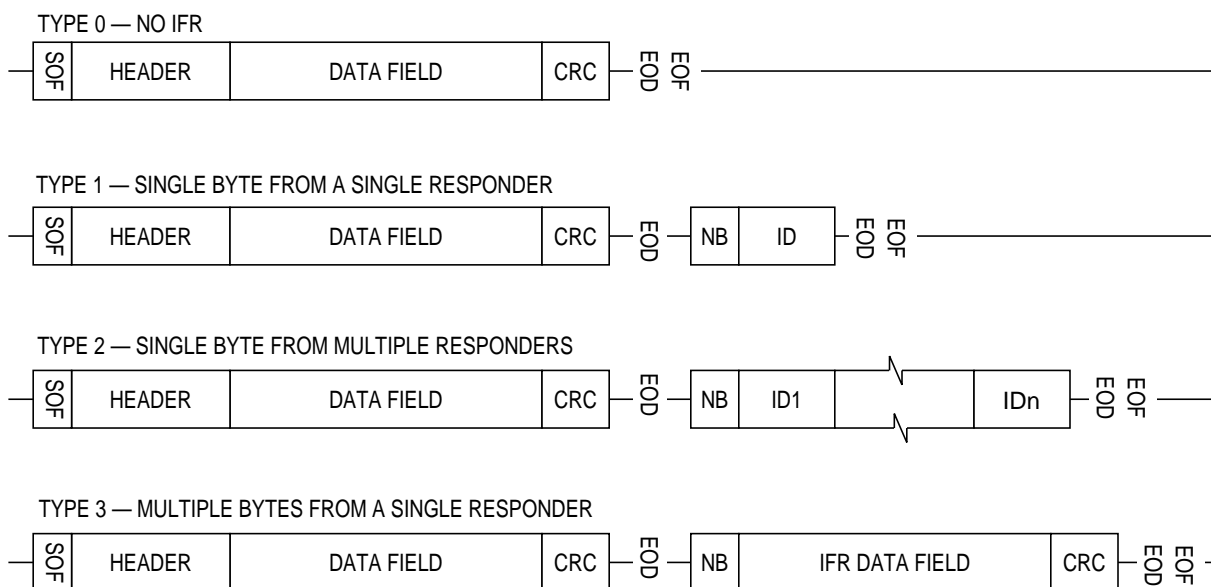 TYPE 0 — NO IFR
SOF HEADER DATA FIELD CRC EOD EOF
TYPE 1 — SINGLE BYTE FROM A SINGLE RESPONDER
SOF HEADER DATA FIELD CRC EOD NB ID EOD EOF
TYPE 2 — SINGLE BYTE FROM MULTIPLE RESPONDERS
SOF HEADER DATA FIELD CRC EOD NB ID1 IDn EOD EOF
TYPE 3 — MULTIPLE BYTES FROM A SINGLE RESPONDER
SOF HEADER DATA FIELD CRC EOD NB IFR DATA FIELD CRC EOD EOF